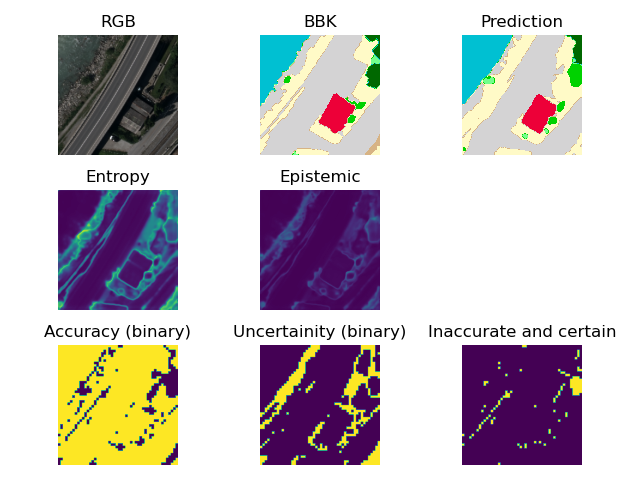 RGB
BBK
Prediction
Entropy
Epistemic
Accuracy (binary)
Uncertainity (binary)
Inaccurate and certain